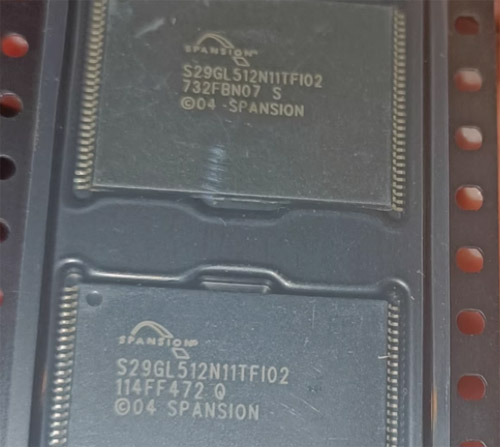 SPANSION
S29GL512N11TFI02
732FBN07 S
©04 SPANSION
SPANSION
S29GL512N11TFI02
114FF472 Q
©04 SPANSION